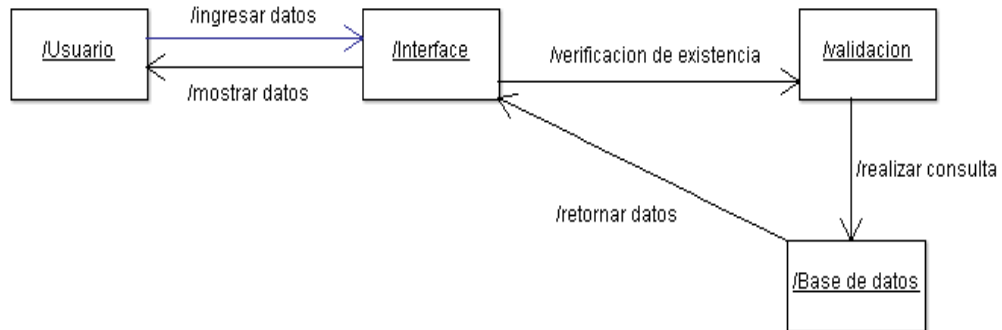 /ingresar datos
/Usuario
/Interface
/mostrar datos
/verificacion de existencia
/validacion
/realizar consulta
/retornar datos
/Base de datos